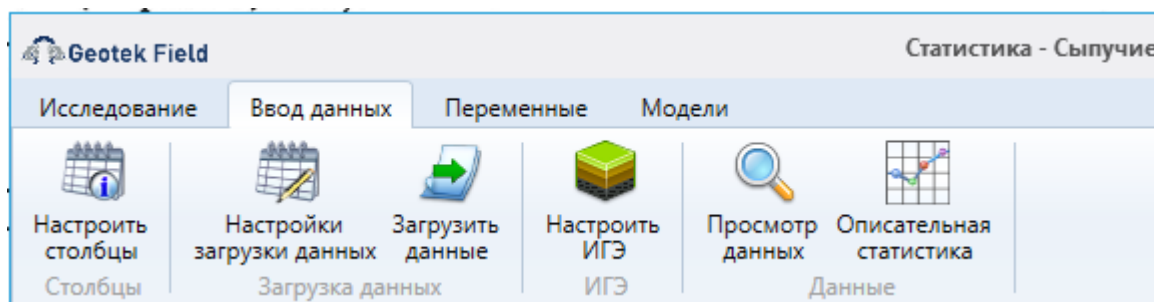 Geotek Field
Статистика - Сыпучие
Исследование Ввод данных Переменные Модели
Настроить столбцы
Настройки загрузки данных
Загрузить данные
Настроить ИГЭ
Просмотр данных
Описательная статистика
Столбцы Загрузка данных ИГЭ Данные